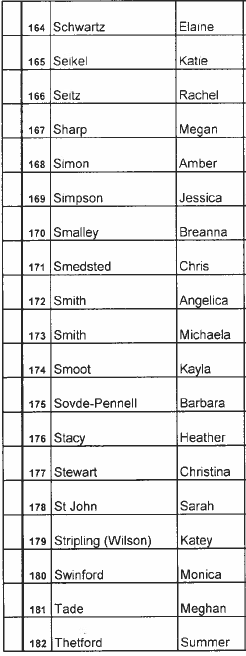 164 Schwartz Elaine
165 Seikel Katie
166 Seitz Rachel
167 Sharp Megan
168 Simon Amber
169 Simpson Jessica
170 Smalley Breanna
171 Smedsted Chris
172 Smith Angelica
173 Smith Michaela
174 Smoot Kayla
175 Sovde-Pennell Barbara
176 Stacy Heather
177 Stewart Christina
178 St John Sarah
179 Stripling (Wilson) Katey
180 Swinford Monica
181 Tade Meghan
182 Thetford Summer